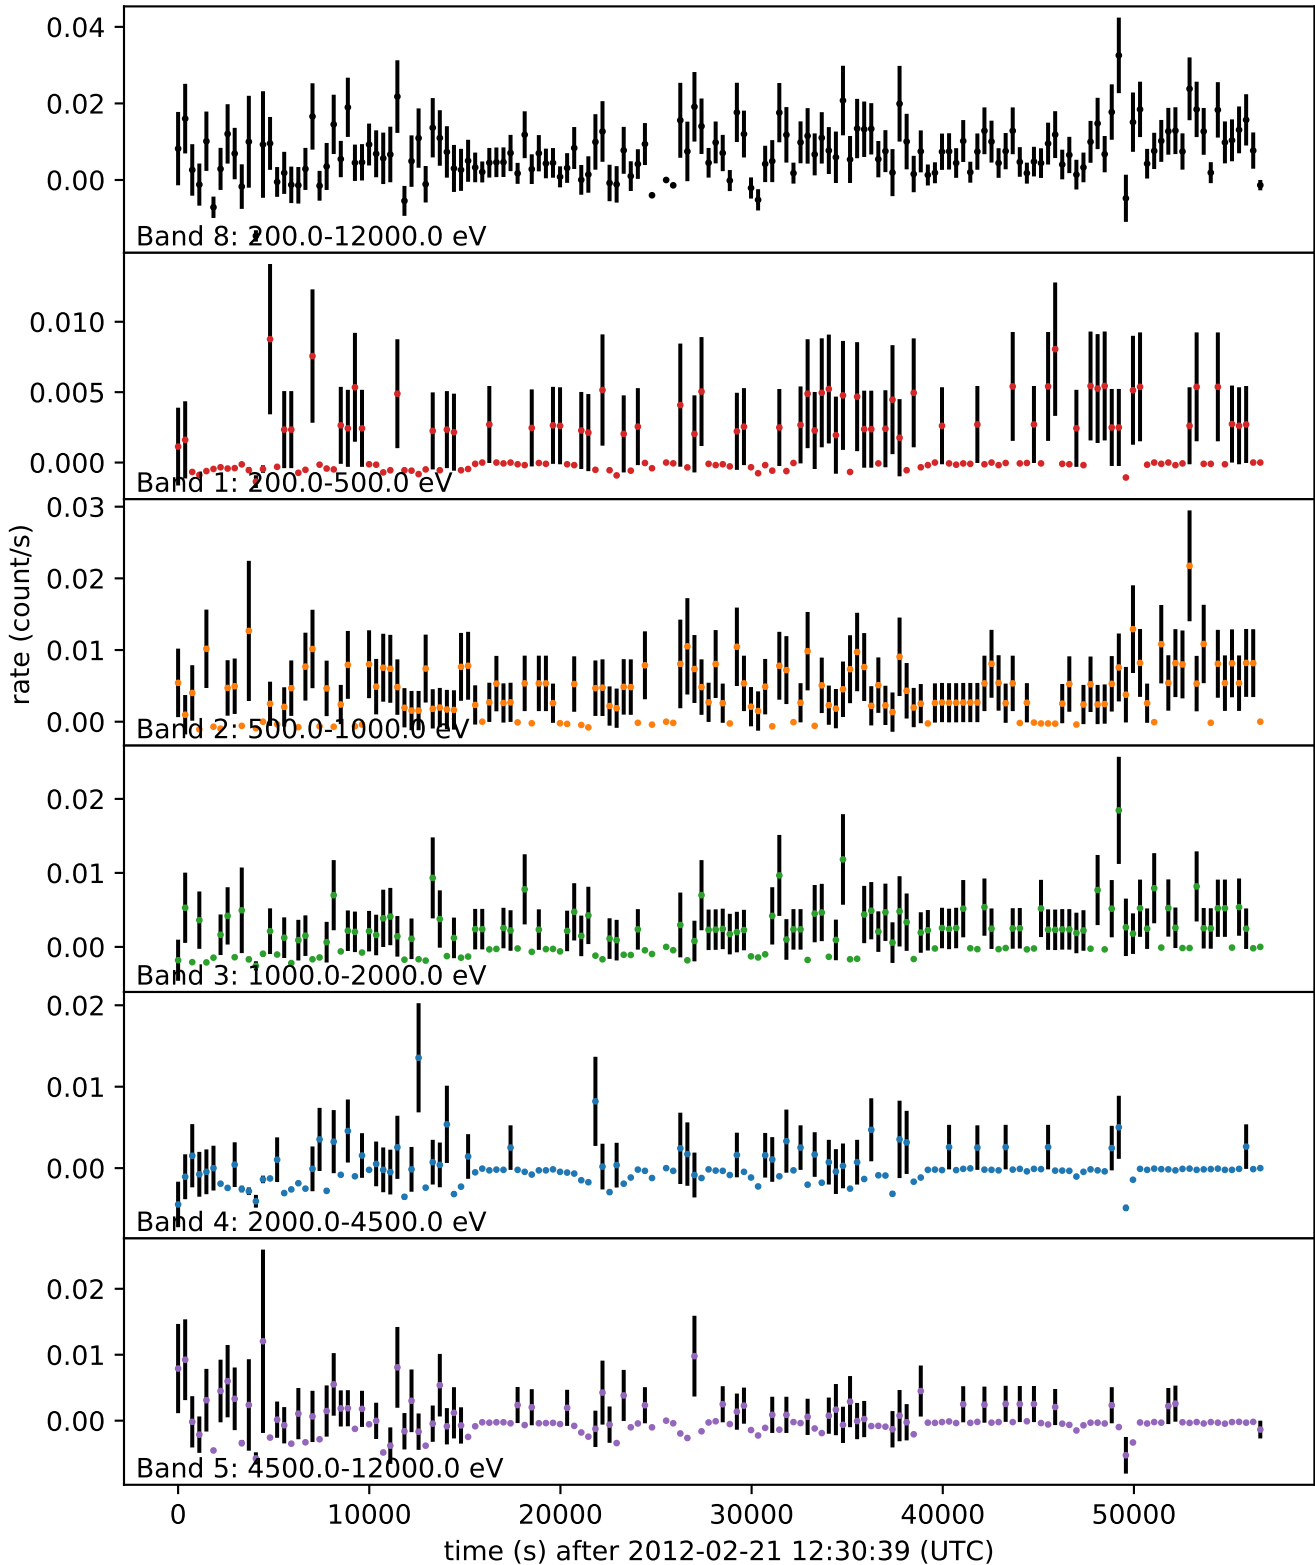 0.04
0.02
0.00
Band 8: 200.0-12000.0 eV
0.010
0.005
0.000
Band 1: 200.0-500.0 eV
0.03
0.02
0.01
0.00
Band 2: 500.0-1000.0 eV
rate (count/s)
0.02
0.01
0.00
Band 3: 1000.0-2000.0 eV
0.02
0.01
0.00
Band 4: 2000.0-4500.0 eV
0.02
0.01
0.00
Band 5: 4500.0-12000.0 eV
0 10000 20000 30000 40000 50000
time (s) after 2012-02-21 12:30:39 (UTC)